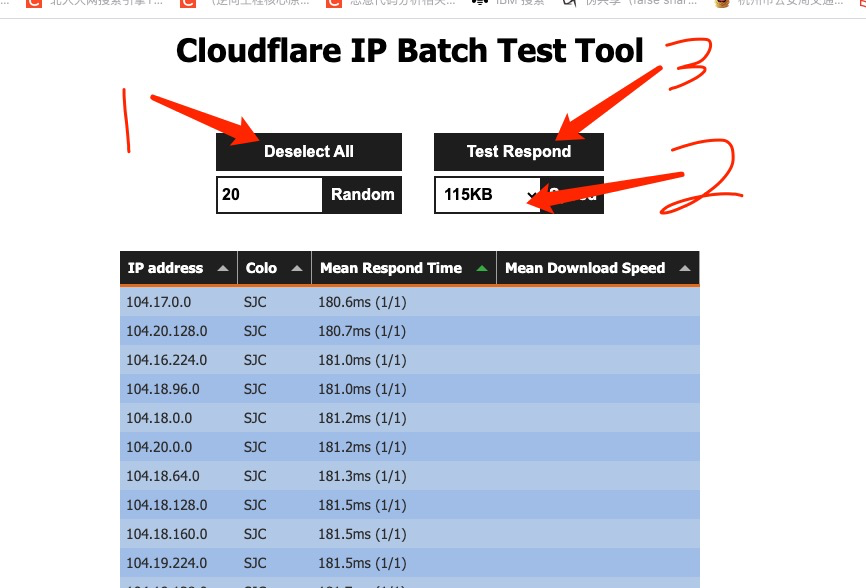 IBM 搜索
Cloudflare IP Batch Test Tool
3
1
Deselect All Test Respond
2
20 Random 115KB
IP address Colo Mean Respond Time Mean Download Speed
104.17.0.0 SJC 180.6ms (1/1)
104.20.128.0 SJC 180.7ms (1/1)
104.16.224.0 SJC 181.0ms (1/1)
104.18.96.0 SJC 181.0ms (1/1)
104.18.0.0 SJC 181.2ms (1/1)
104.20.0.0 SJC 181.2ms (1/1)
104.18.64.0 SJC 181.3ms (1/1)
104.18.128.0 SJC 181.5ms (1/1)
104.18.160.0 SJC 181.5ms (1/1)
104.19.224.0 SJC 181.5ms (1/1)